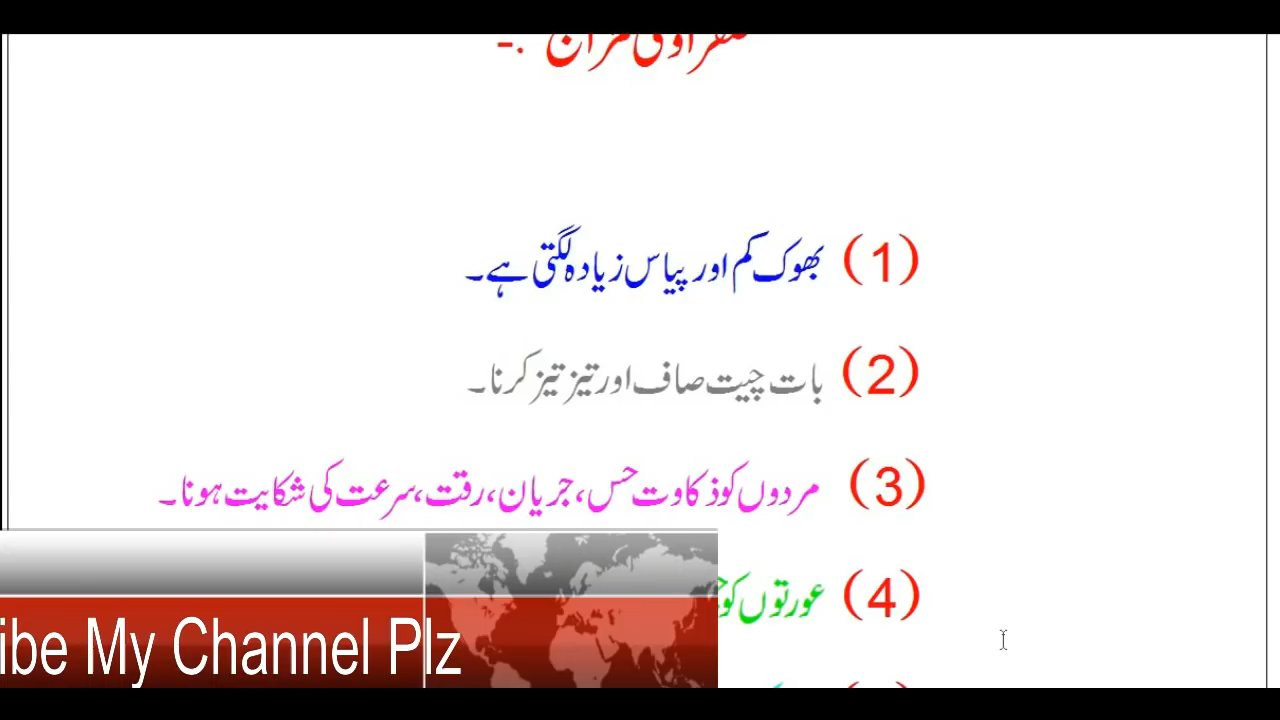 (1) بھوک کم اور پیاس زیادہ لگتی ہے۔
(2) بات چیت صاف اور تیز تیز کرنا۔
(3) مردوں کو ذکاوت حس، جریان، رقت، سرعت کی شکایت ہونا۔
(4) عورتوں کو
ibe My Channel Plz